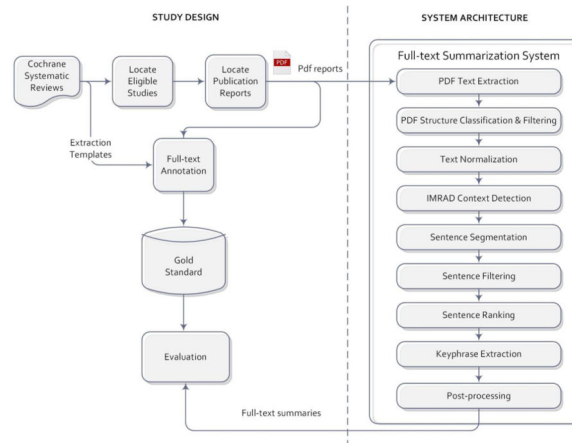 STUDY DESIGN
SYSTEM ARCHITECTURE
Cochrane
Systematic
Reviews
Locate
Eligible
Studies
Locate
Publication
Reports
PDF
Pdf reports
Extraction
Templates
Full-text
Annotation
Gold
Standard
Evaluation
Full-text summaries
Full-text Summarization System
PDF Text Extraction
PDF Structure Classification & Filtering
Text Normalization
IMRAD Context Detection
Sentence Segmentation
Sentence Filtering
Sentence Ranking
Keyphrase Extraction
Post-processing